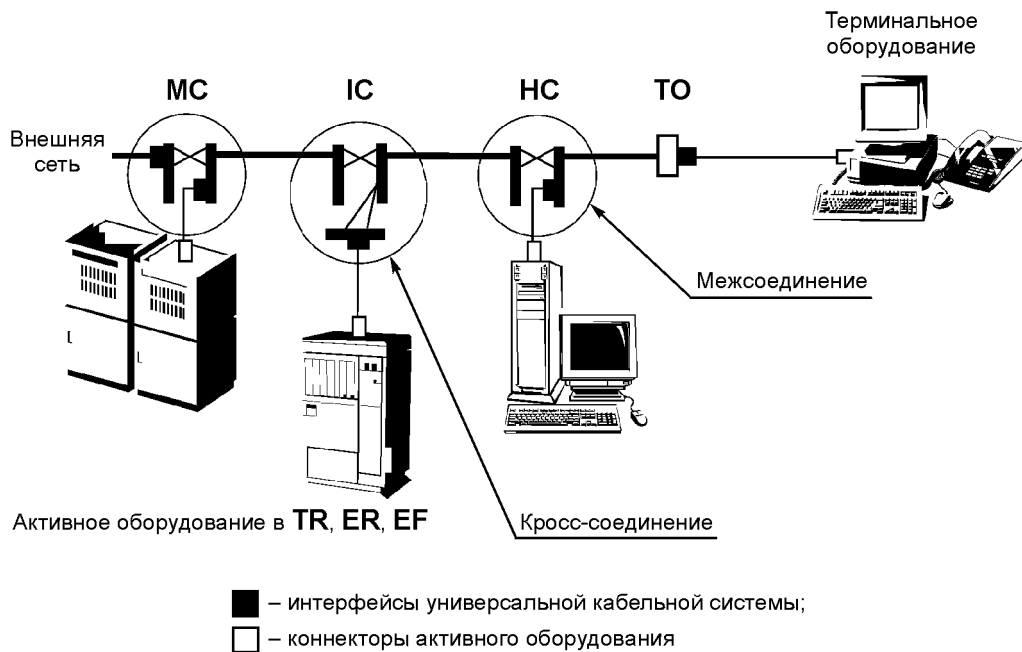 Терминальное
оборудование
MC
IC
HC
TO
Внешняя
сеть
Межсоединение
Активное оборудование в TR, ER, EF
Кросс-соединение
– интерфейсы универсальной кабельной системы;
– коннекторы активного оборудования